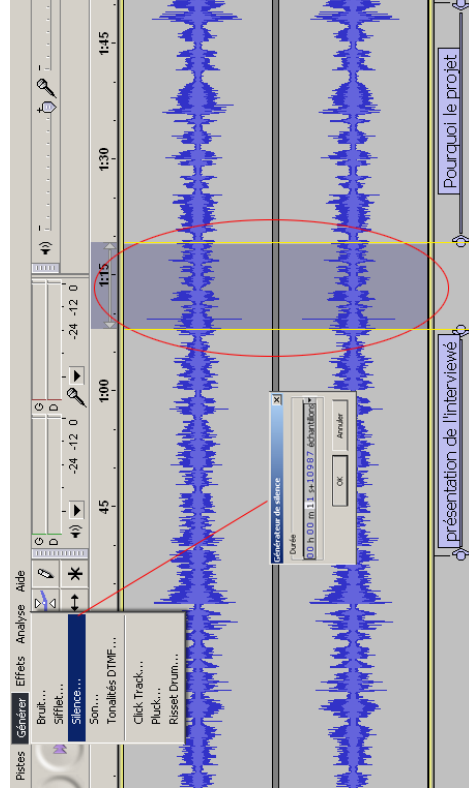 Pistes Générer Effets Analyse Aide
Bruit...
Sifflet...
Silence...
Son...
Tonalités DTMF...
Click Track...
Pluck...
Risset Drum...
G
D
-24 -12 0
G
D
-24 -12 0
45 1:00 1:15 1:30 1:45
Générateur de silence
Durée
00 h 00 m 11 s+10987 échantillons
OK Annuler
présentation de l'interviewé
Pourquoi le projet